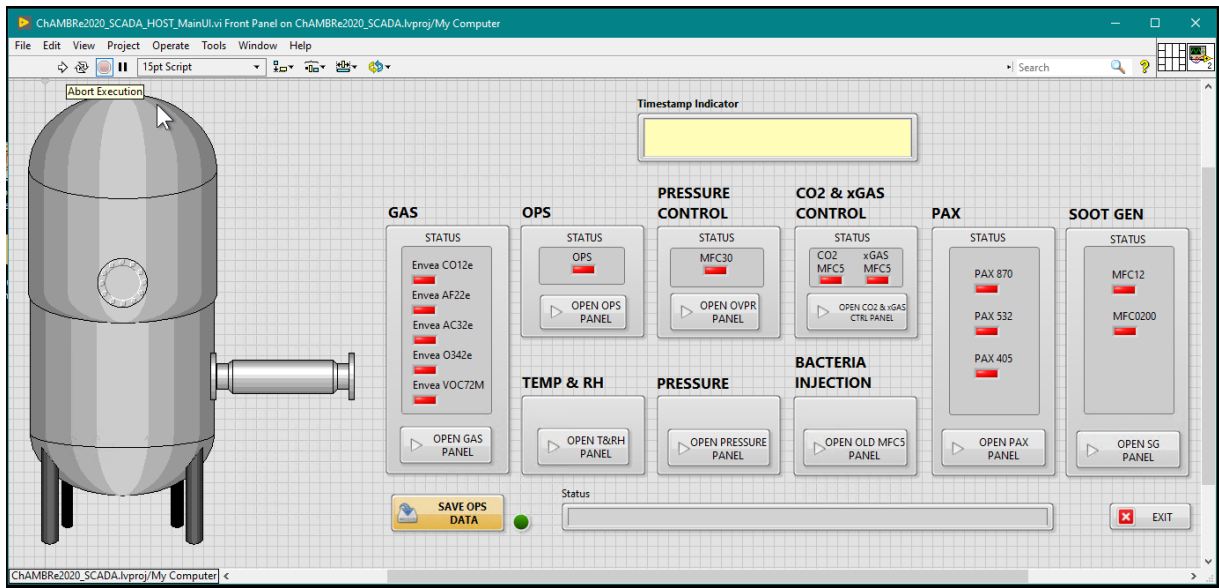 ChAMBRe2020_SCADA_HOST_MainUI.vi Front Panel on ChAMBRe2020_SCADA.lvproj/My Computer
File Edit View Project Operate Tools Window Help
15pt Script
Search
2
Abort Execution
Timestamp Indicator
GAS
STATUS
Envea CO12e
Envea AF22e
Envea AC32e
Envea O342e
Envea VOC72M
OPEN GAS
PANEL
OPS
STATUS
OPS
OPEN OPS
PANEL
PRESSURE
CONTROL
STATUS
MFC30
OPEN OVPR
PANEL
CO2 & xGAS
CONTROL
STATUS
CO2 xGAS
MFC5 MFC5
OPEN CO2 & xGAS
CTRL PANEL
TEMP & RH
OPEN T&RH
PANEL
PRESSURE
OPEN PRESSURE
PANEL
BACTERIA
INJECTION
OPEN OLD MFC5
PANEL
PAX
STATUS
PAX 870
PAX 532
PAX 405
OPEN PAX
PANEL
SOOT GEN
STATUS
MFC12
MFC0200
OPEN SG
PANEL
SAVE OPS
DATA
Status
EXIT
ChAMBRe2020_SCADA.lvproj/My Computer